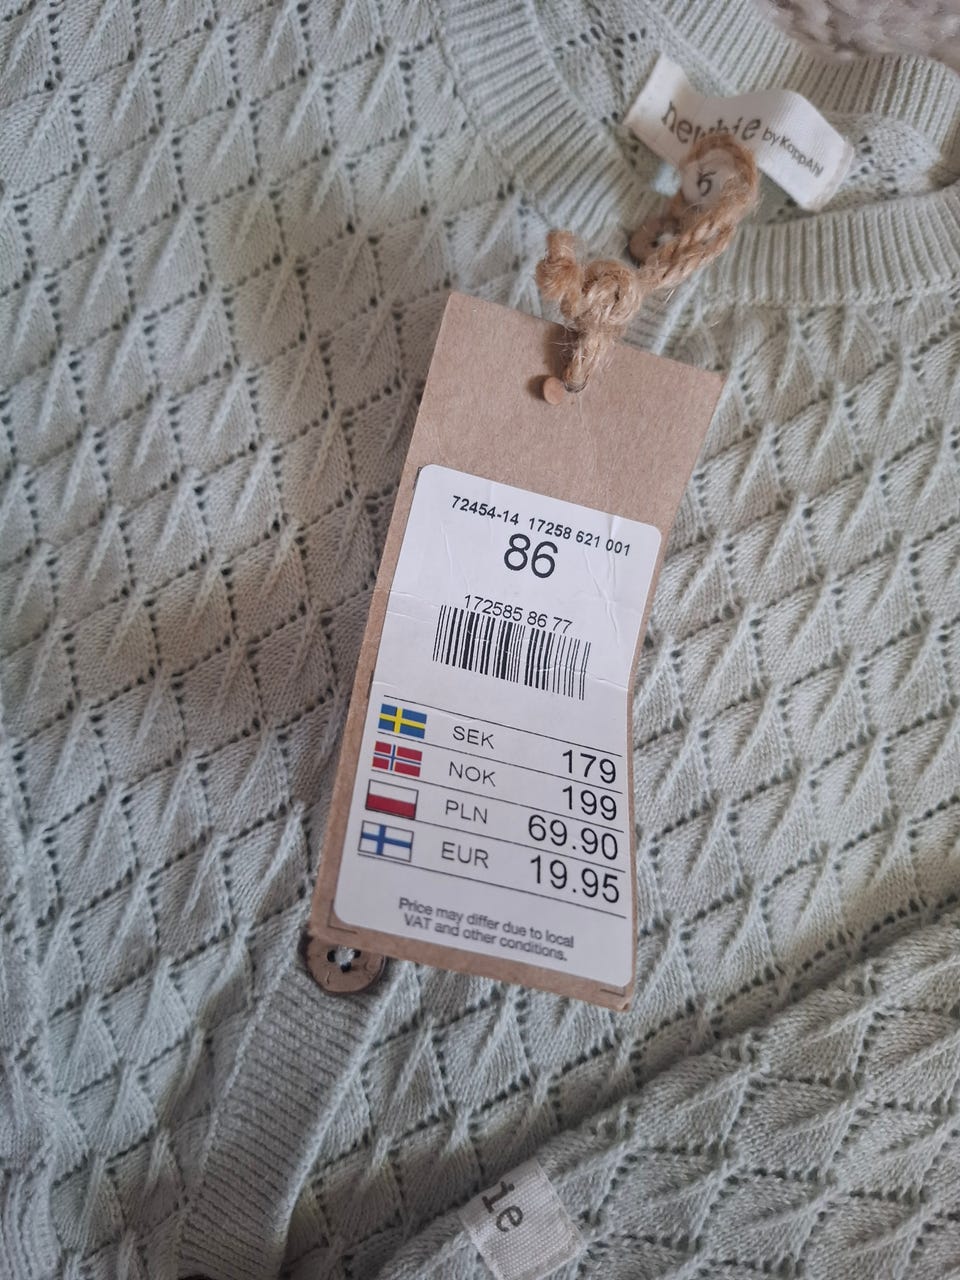 newbie by KappAhl
72454-14 17258 621 001
86
172585 86 77
SEK 179
NOK 199
PLN 69.90
EUR 19.95
Price may differ due to local
VAT and other conditions.
ie